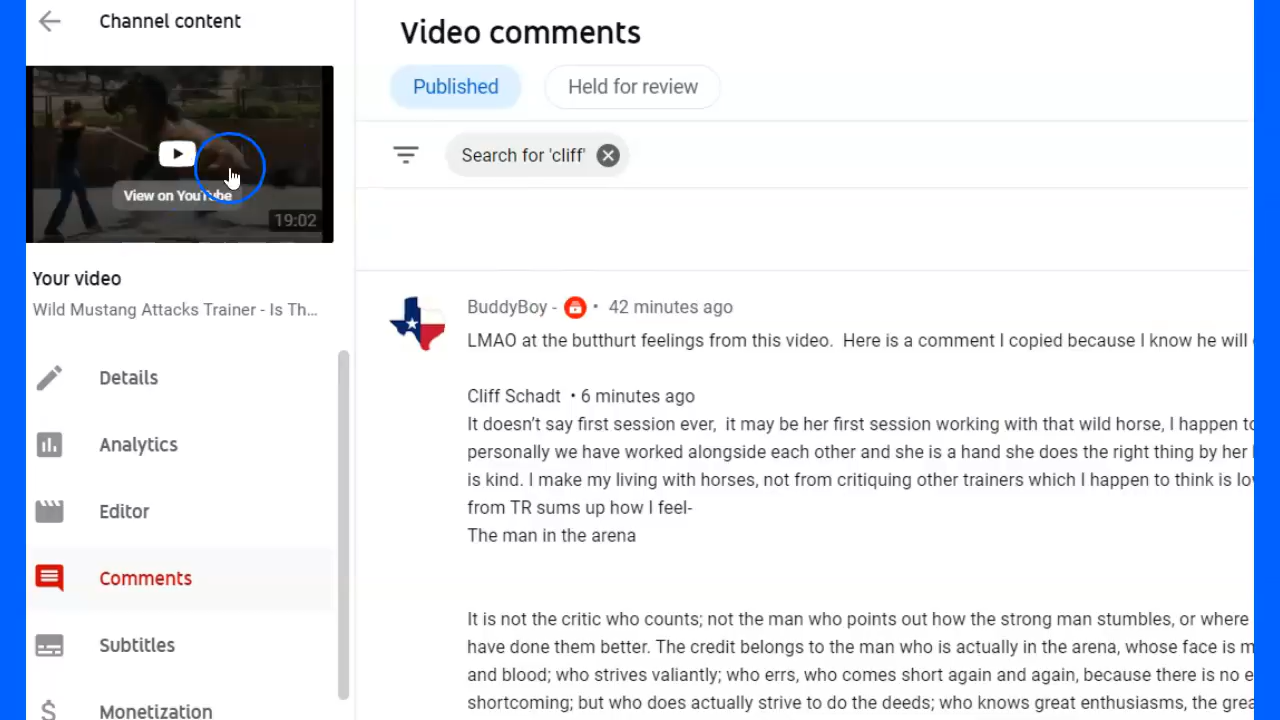 Channel content
View on YouTube
19:02
Your video
Wild Mustang Attacks Trainer - Is Th...
Details
Analytics
Editor
Comments
Subtitles
Monetization
Video comments
Published
Held for review
Search for 'cliff'
BuddyBoy - • 42 minutes ago
LMAO at the butthurt feelings from this video. Here is a comment I copied because I know he will
Cliff Schadt • 6 minutes ago
It doesn't say first session ever, it may be her first session working with that wild horse, I happen to
personally we have worked alongside each other and she is a hand she does the right thing by her
is kind. I make my living with horses, not from critiquing other trainers which I happen to think is lo
from TR sums up how I feel-
The man in the arena
It is not the critic who counts; not the man who points out how the strong man stumbles, or where
have done them better. The credit belongs to the man who is actually in the arena, whose face is m
and blood; who strives valiantly; who errs, who comes short again and again, because there is no e
shortcoming; but who does actually strive to do the deeds; who knows great enthusiasms, the grea